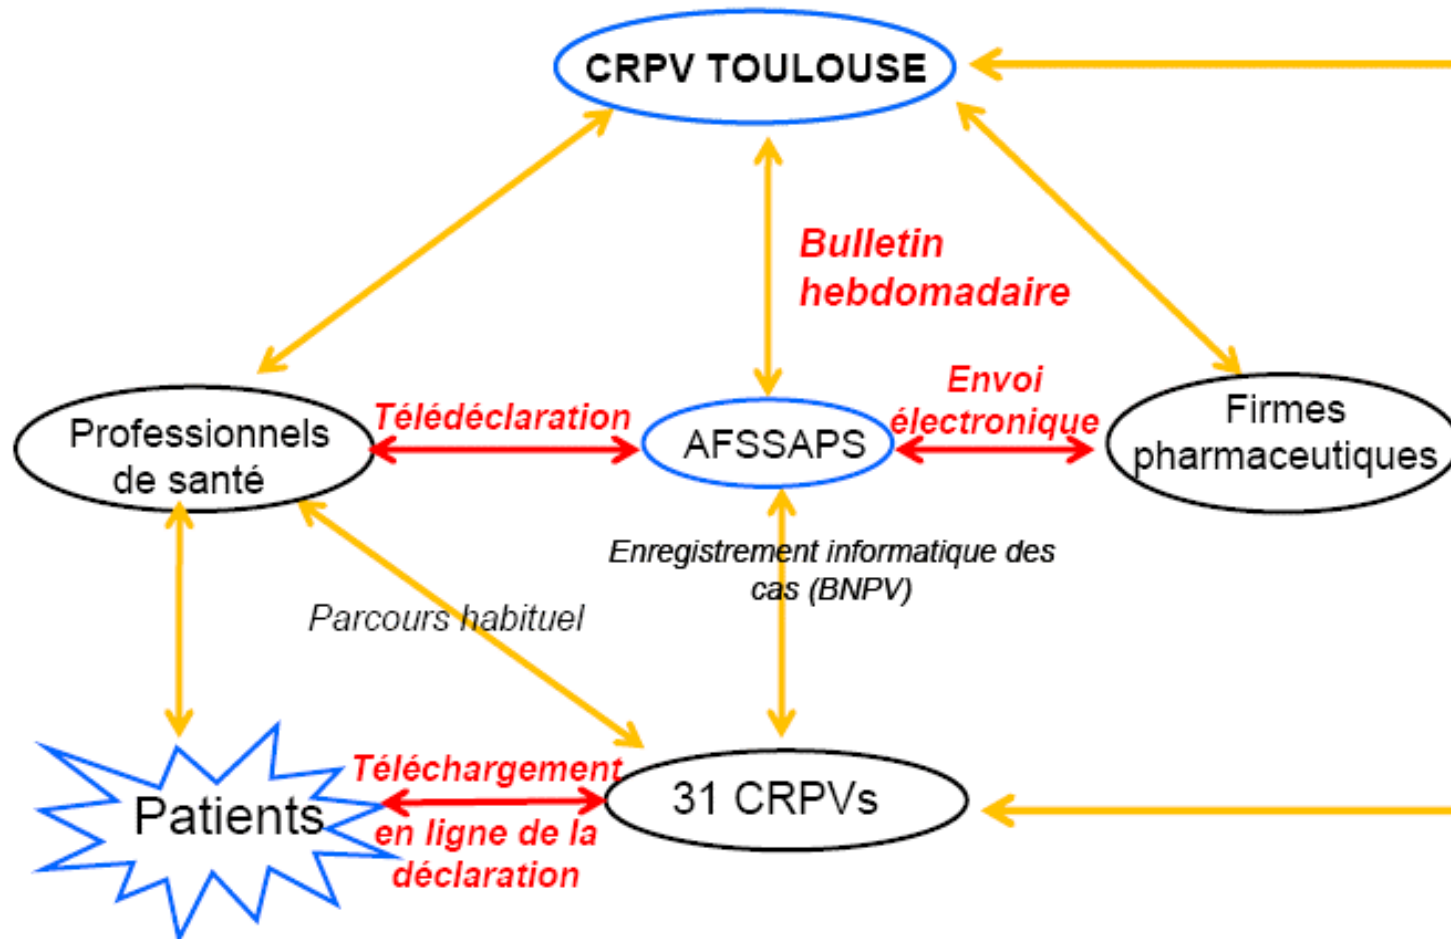 CRPV TOULOUSE
Bulletin
hebdomadaire
Professionnels
de santé
Télédéclaration
AFSSAPS
Envoi
électronique
Firmes
pharmaceutiques
Enregistrement informatique des
cas (BNPV)
Parcours habituel
Patients
Téléchargement
en ligne de la
déclaration
31 CRPVs